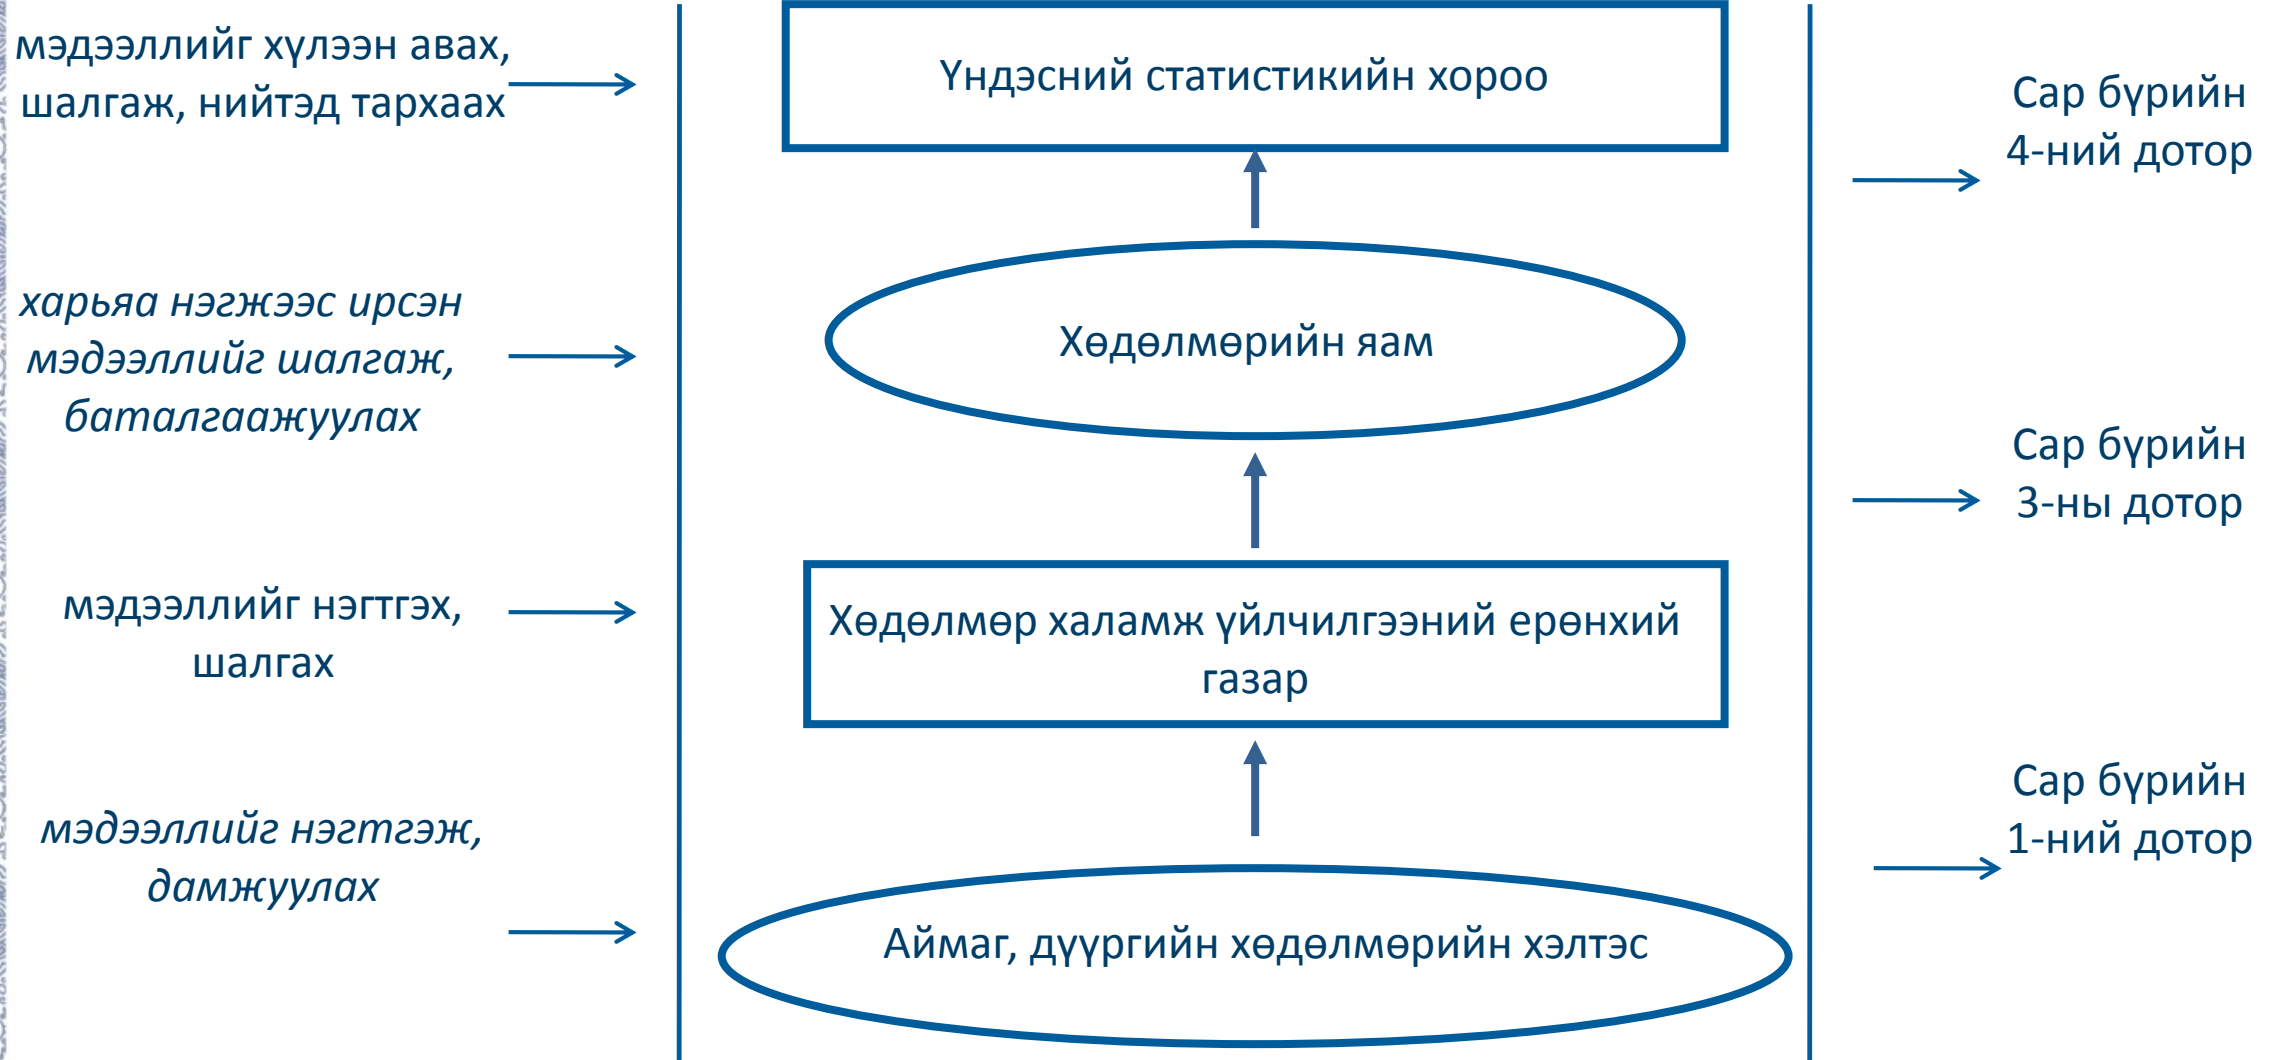 мэдээллийг хүлээн авах,
шалгаж, нийтэд тархаах
Үндэсний статистикийн хороо
Сар бүрийн
4-ний дотор
харьяа нэгжээс ирсэн
мэдээллийг шалгаж,
баталгаажуулах
Хөдөлмөрийн яам
Сар бүрийн
3-ны дотор
мэдээллийг нэгтгэх,
шалгах
Хөдөлмөр халамж үйлчилгээний ерөнхий
газар
Сар бүрийн
1-ний дотор
мэдээллийг нэгтгэж,
дамжуулах
Аймаг, дүүргийн хөдөлмөрийн хэлтэс